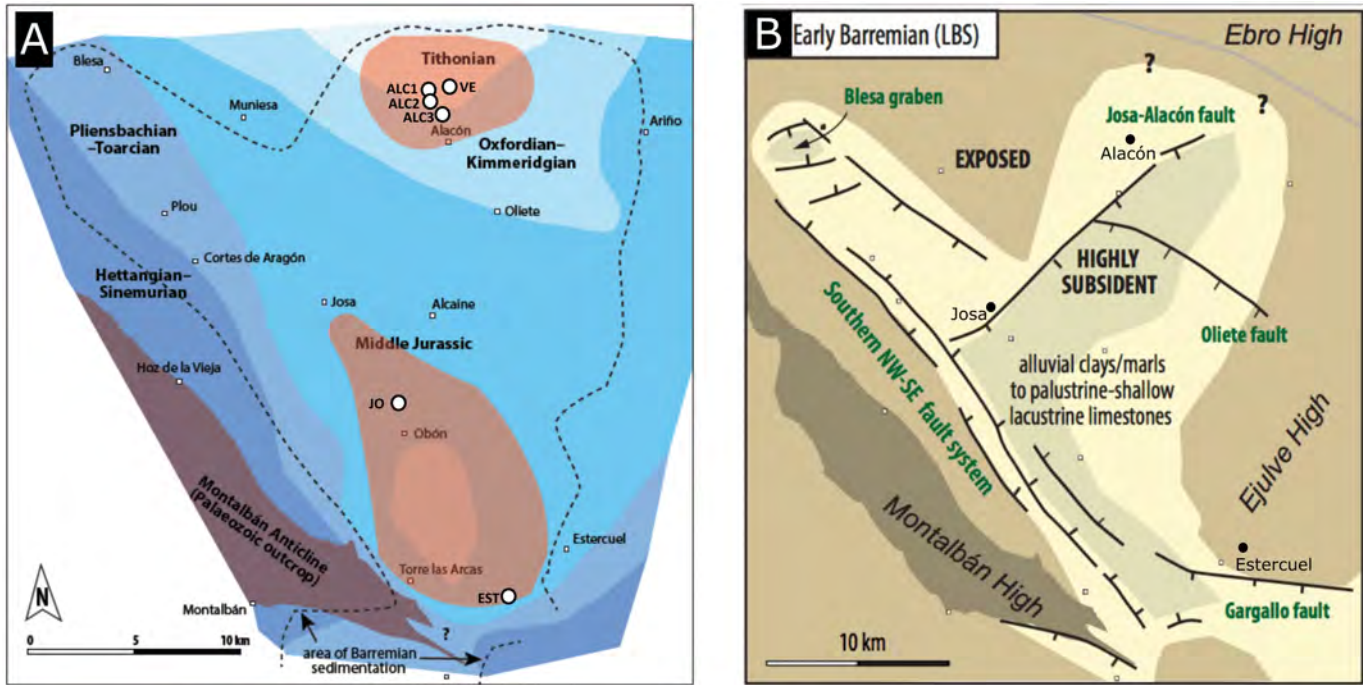 A
Blesa
Muniesa
Tithonian
ALC1
VE
ALC2
ALC3
Alacón
Ariño
Pliensbachian
–Toarcian
Oxfordian–
Kimmeridgian
Plou
Oliete
Cortes de Aragón
Hettangian–
Sinemurian
Josa
Alcaine
Middle Jurassic
Hoz de la Vieja
JO
Obón
Montalbán Anticline
(Palaeozoic outcrop)
Estercuel
Torre las Arcas
EST
N
Montalbán
?
0 5 10 km
area of Barremian
sedimentation
B
Early Barremian (LBS)
Ebro High
?
?
Blesa graben
Josa-Alacón fault
Alacón
EXPOSED
HIGHLY
SUBSIDENT
Josa
Oliete fault
Southern NW-SE fault system
alluvial clays/marls
to palustrine-shallow
lacustrine limestones
Ejulve High
Montalbán High
Estercuel
Gargallo fault
10 km